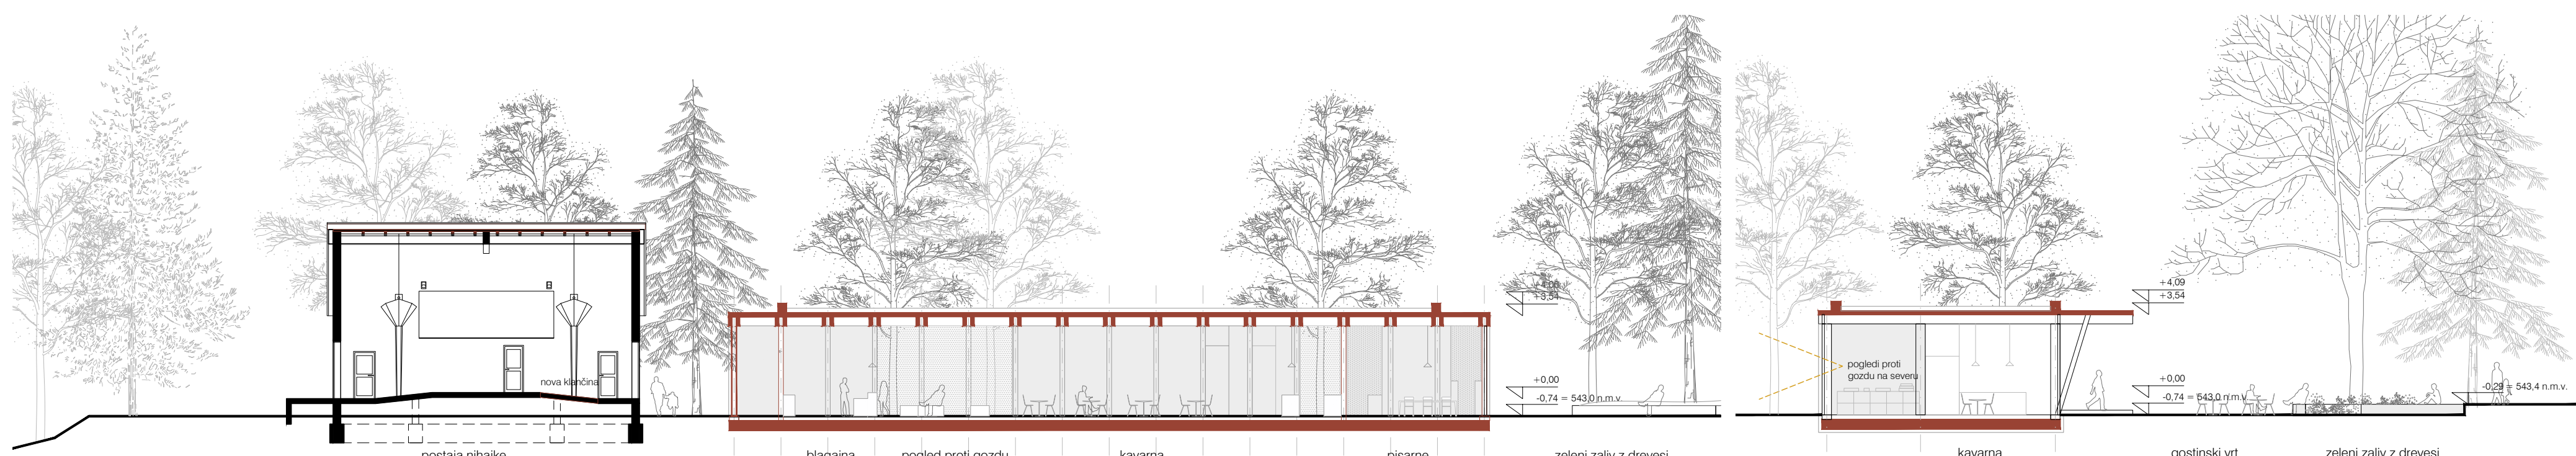 nova klančina
+4,09
+3,54
+0,00
-0,74 = 543,0 n.m.v.
postaja nihajke
blagajna
pogled proti gozdu
kavarna
pisarne
zeleni zaliv z drevesi
pogledi proti
gozdu na severu
+4,09
+3,54
+0,00
-0,74 = 543,0 n.m.v.
-0,29 = 543,4 n.m.v.
kavarna
gostinski vrt
zeleni zaliv z drevesi